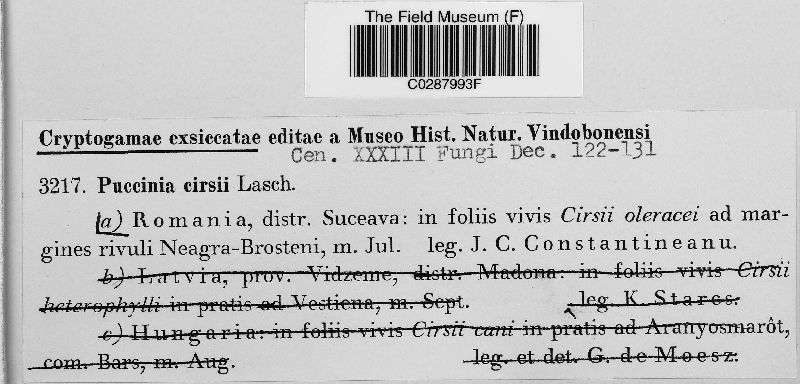 The Field Museum (F)
C0287993F
Cryptogamae exsiccatae editae a Museo Hist. Natur. Vindobonensi
Cen. XXXIII Fungi Dec. 122-131
3217. Puccinia cirsii Lasch.
(a) Romania, distr. Suceava: in foliis vivis Cirsii oleracei ad mar-
gines rivuli Neagra-Brosteni, m. Jul. leg. J. C. Constantineanu.
b) Latvia, prov. Vidzeme, distr. Madona: in foliis vivis Cirsii
heterophylli in pratis ad Vestiena, m. Sept. leg. K. Starcs.
c) Hungaria: in foliis vivis Cirsii cani in pratis ad Aranyosmarôt,
com. Bars, m. Aug. leg. et det. G. de Moesz.